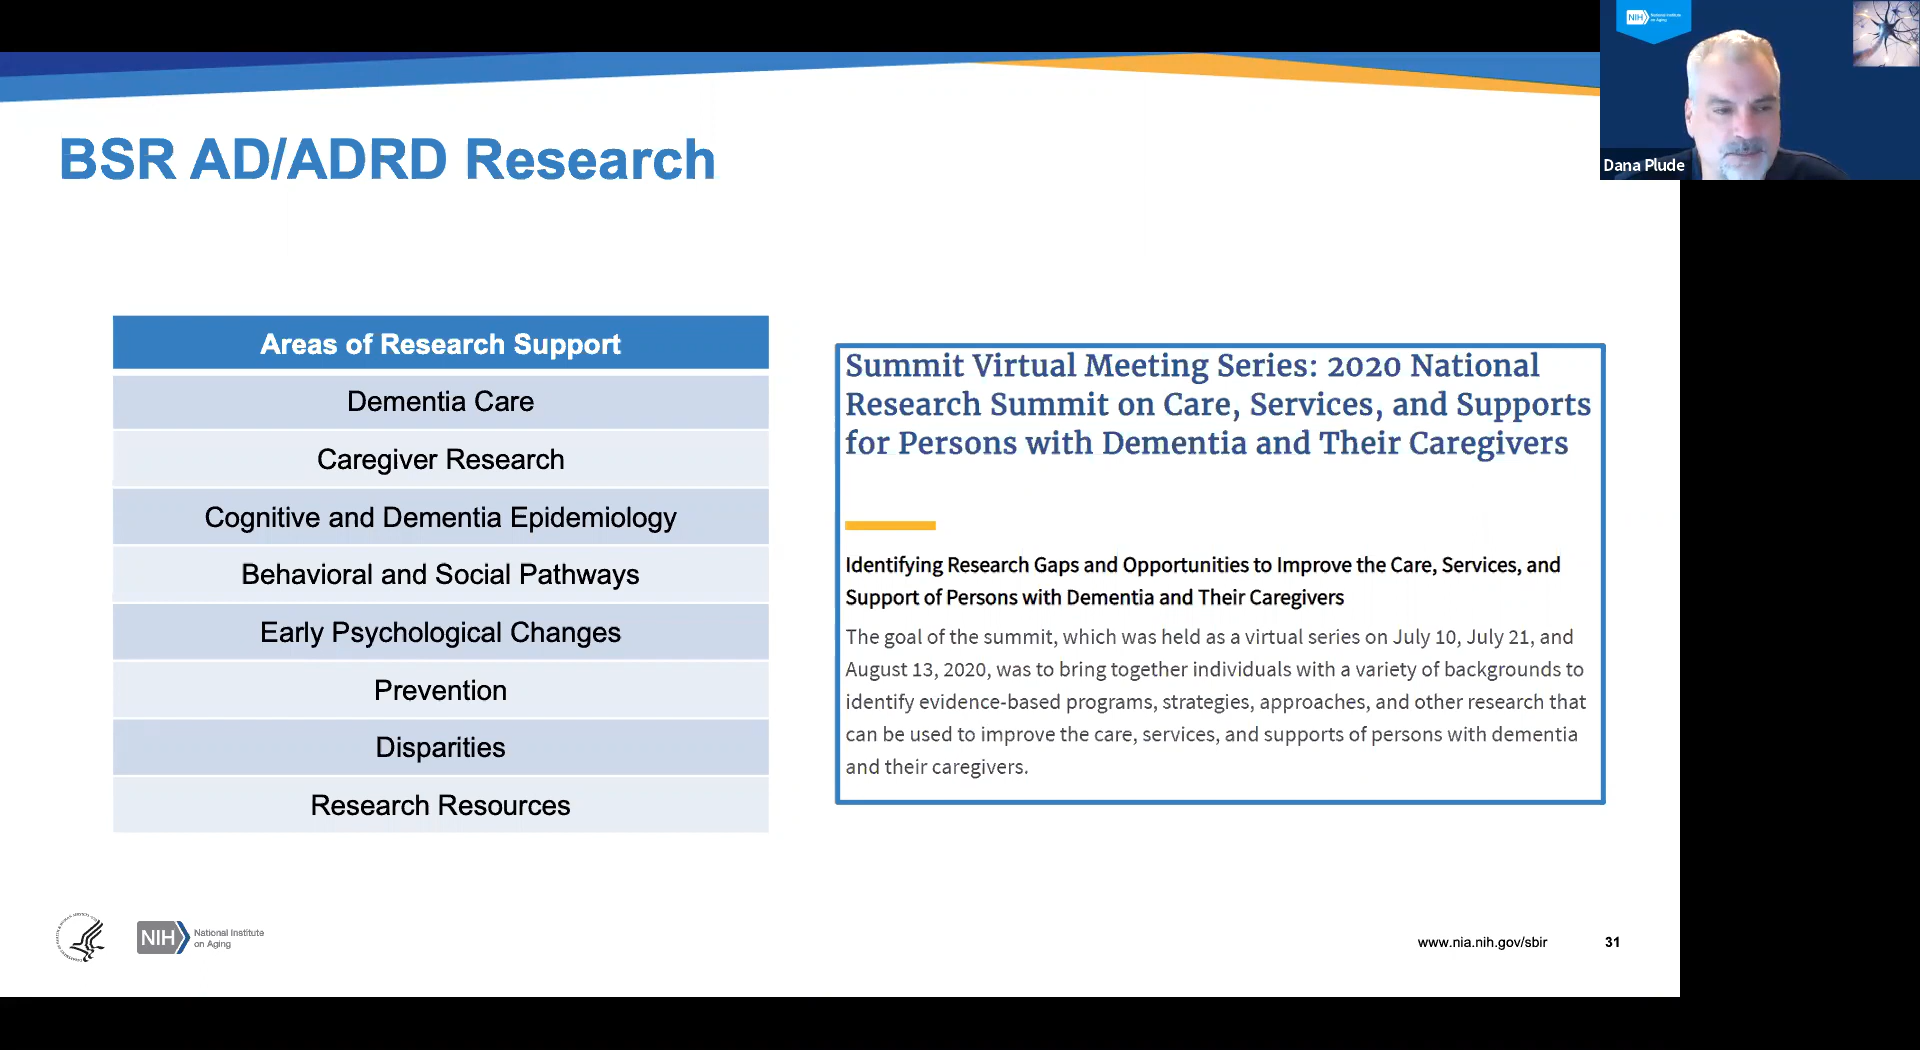 NIH National Institute
on Aging
Dana Plude
BSR AD/ADRD Research
Areas of Research Support
Dementia Care
Caregiver Research
Cognitive and Dementia Epidemiology
Behavioral and Social Pathways
Early Psychological Changes
Prevention
Disparities
Research Resources
Summit Virtual Meeting Series: 2020 National
Research Summit on Care, Services, and Supports
for Persons with Dementia and Their Caregivers
Identifying Research Gaps and Opportunities to Improve the Care, Services, and
Support of Persons with Dementia and Their Caregivers
The goal of the summit, which was held as a virtual series on July 10, July 21, and
August 13, 2020, was to bring together individuals with a variety of backgrounds to
identify evidence-based programs, strategies, approaches, and other research that
can be used to improve the care, services, and supports of persons with dementia
and their caregivers.
NIH National Institute
on Aging
www.nia.nih.gov/sbir 31